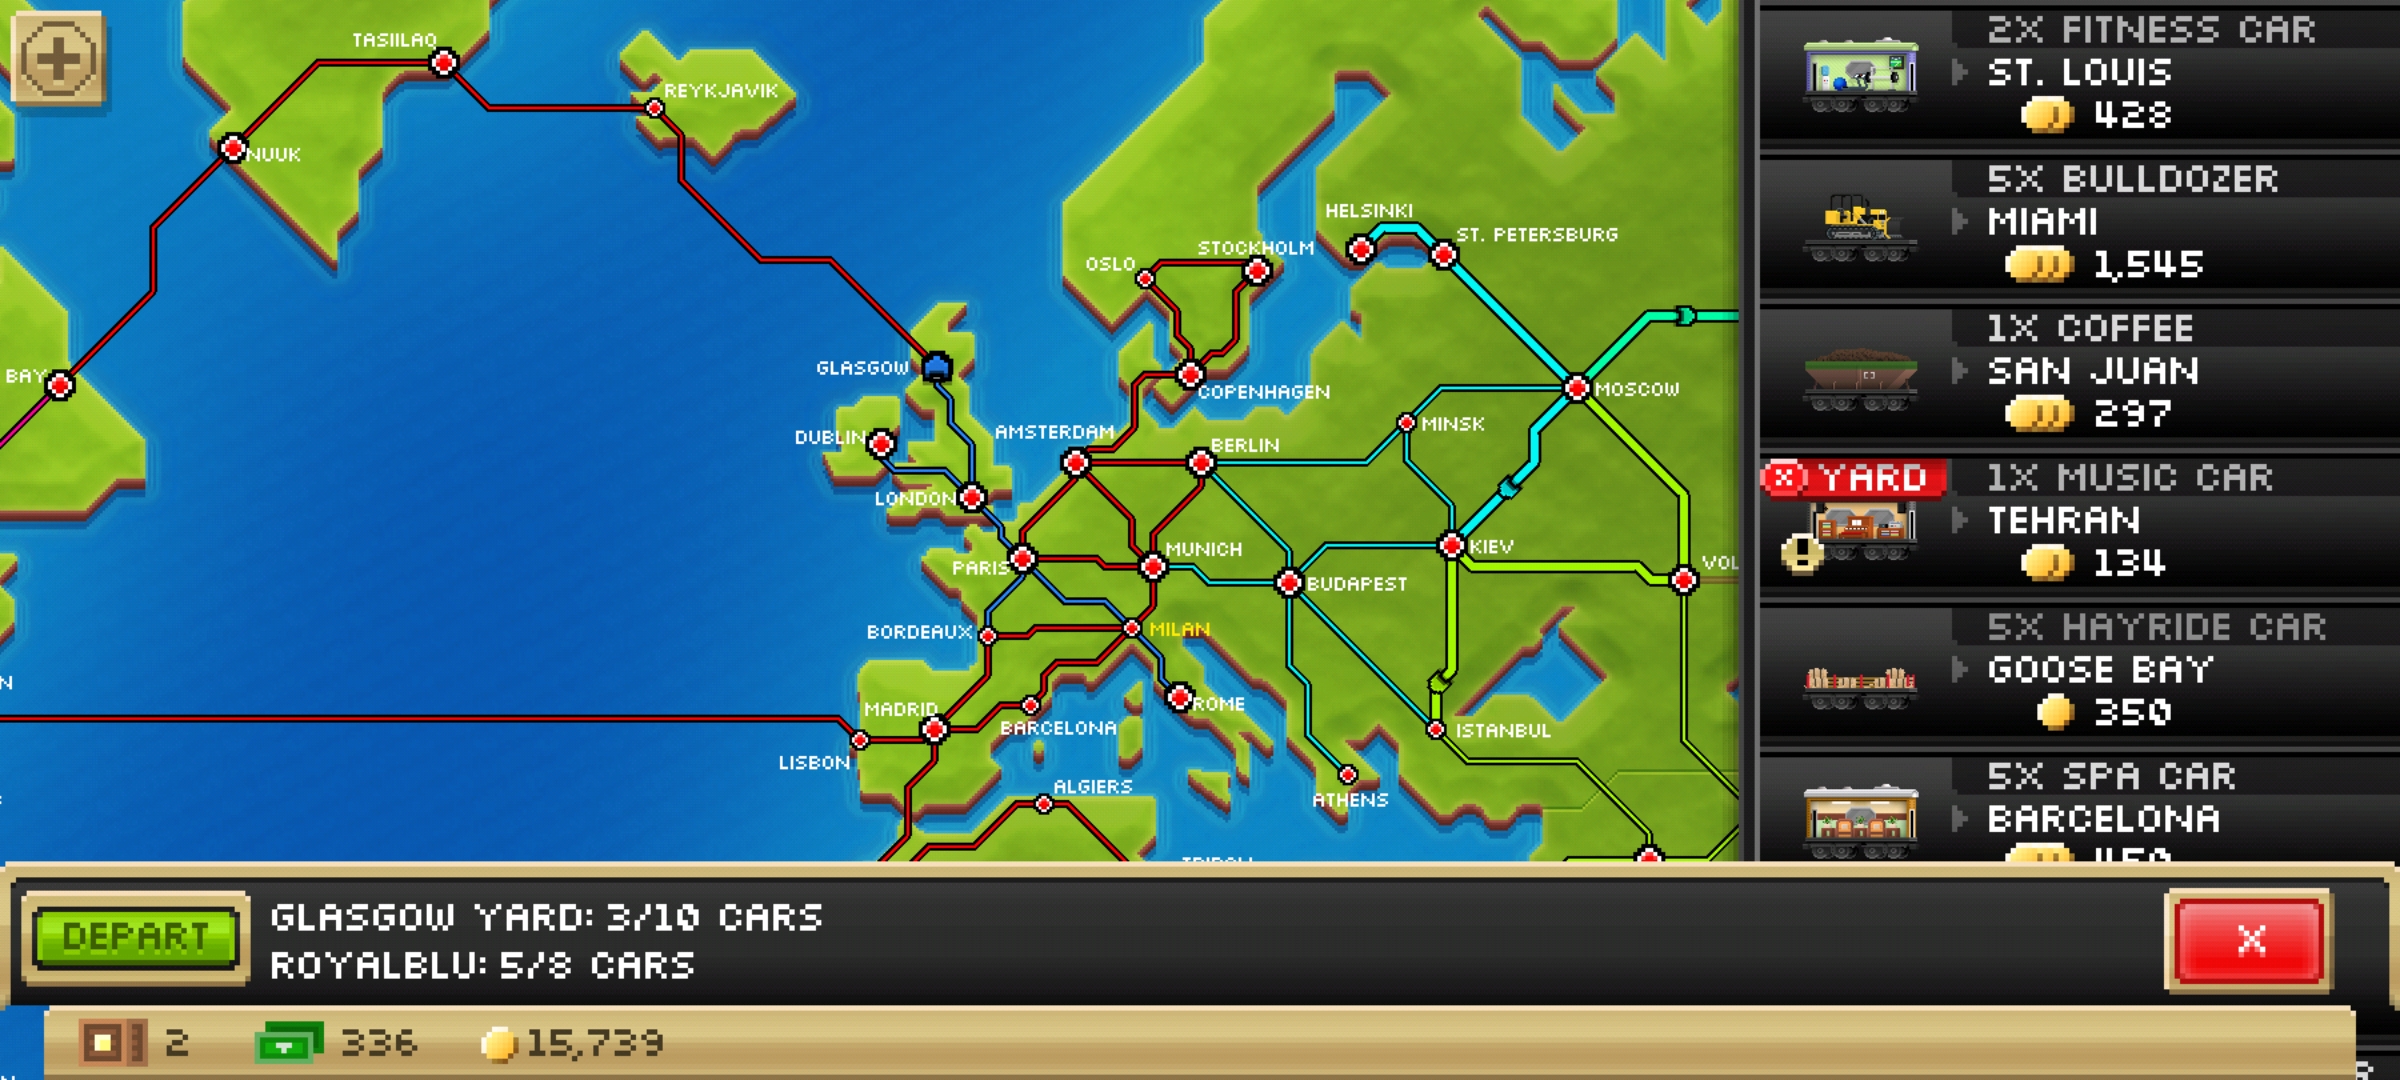 TASIILAQ
REYKJAVIK
NUUK
HELSINKI
ST. PETERSBURG
STOCKHOLM
OSLO
GLASGOW
BAY
COPENHAGEN
MOSCOW
DUBLIN
AMSTERDAM
BERLIN
MINSK
LONDON
PARIS
MUNICH
KIEV
VOL
BUDAPEST
BORDEAUX
MILAN
N
MADRID
BARCELONA
ROME
ISTANBUL
LISBON
ALGIERS
ATHENS
2X FITNESS CAR
ST. LOUIS
428
5X BULLDOZER
MIAMI
1,545
1X COFFEE
SAN JUAN
297
X YARD
1X MUSIC CAR
TEHRAN
134
5X HAYRIDE CAR
GOOSE BAY
350
5X SPA CAR
BARCELONA
450
DEPART
GLASGOW YARD: 3/10 CARS
ROYALBLU: 5/8 CARS
X
2
336
15,739